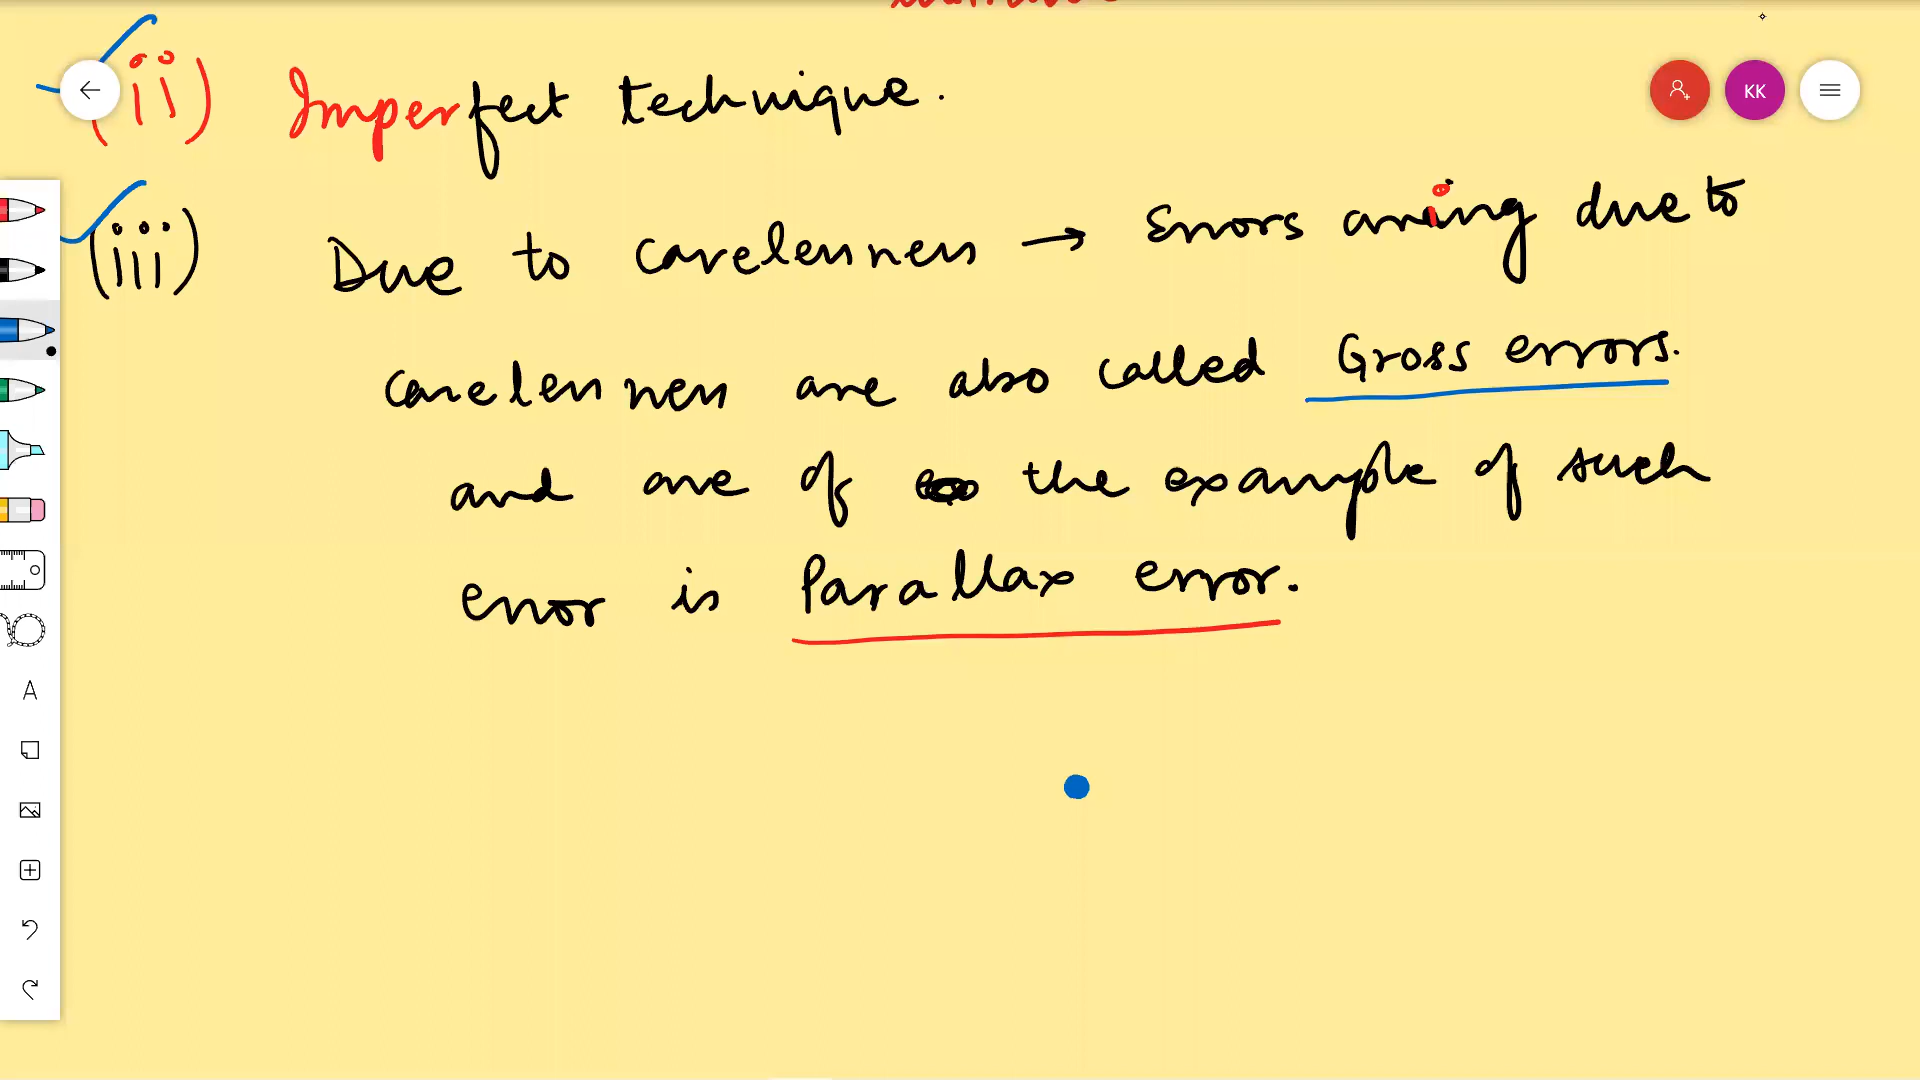 (ii) Imperfect technique.
KK
(iii) Due to carelessness → Errors arising due to
carelessness are also called Gross errors.
and one of the example of such
error is Parallax error.
A